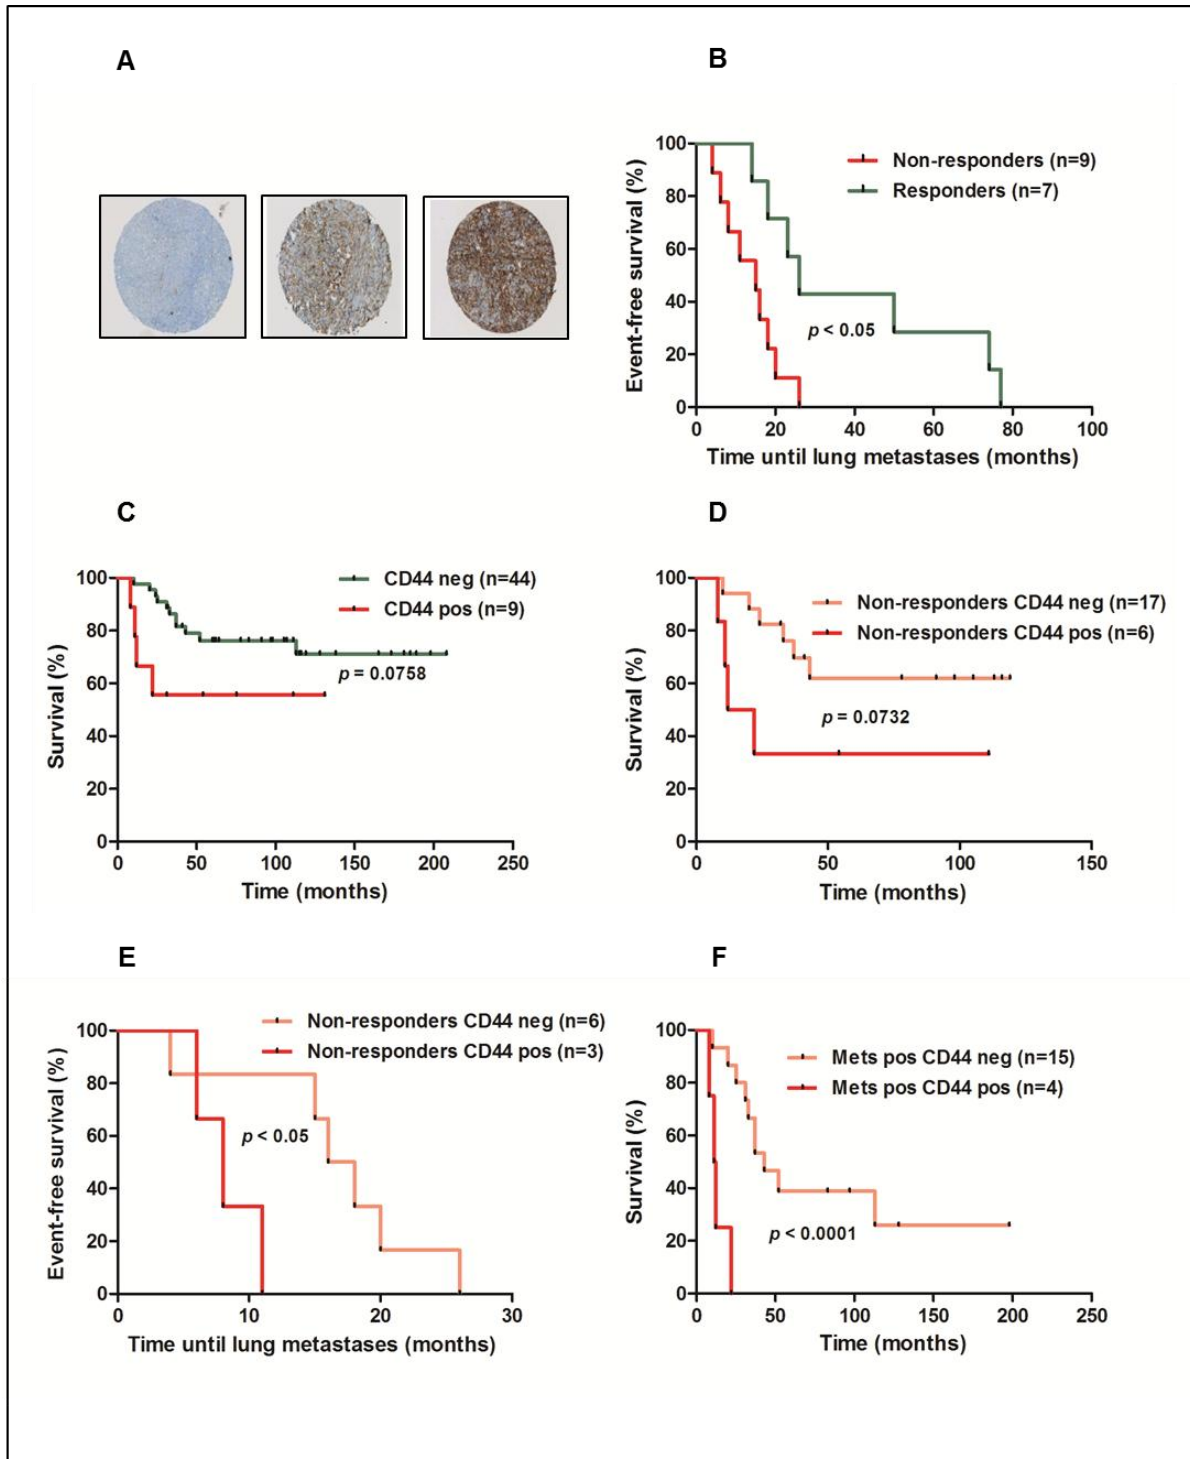 A
B
100
80
60
40
20
0
Event-free survival (%)
Non-responders (n=9)
Responders (n=7)
p < 0.05
0 20 40 60 80 100
Time until lung metastases (months)
C
100
80
60
40
20
0
Survival (%)
CD44 neg (n=44)
CD44 pos (n=9)
p = 0.0758
0 50 100 150 200 250
Time (months)
D
100
80
60
40
20
0
Survival (%)
Non-responders CD44 neg (n=17)
Non-responders CD44 pos (n=6)
p = 0.0732
0 50 100 150
Time (months)
E
100
80
60
40
20
0
Event-free survival (%)
Non-responders CD44 neg (n=6)
Non-responders CD44 pos (n=3)
p < 0.05
0 10 20 30
Time until lung metastases (months)
F
100
80
60
40
20
0
Survival (%)
Mets pos CD44 neg (n=15)
Mets pos CD44 pos (n=4)
p < 0.0001
0 50 100 150 200 250
Time (months)